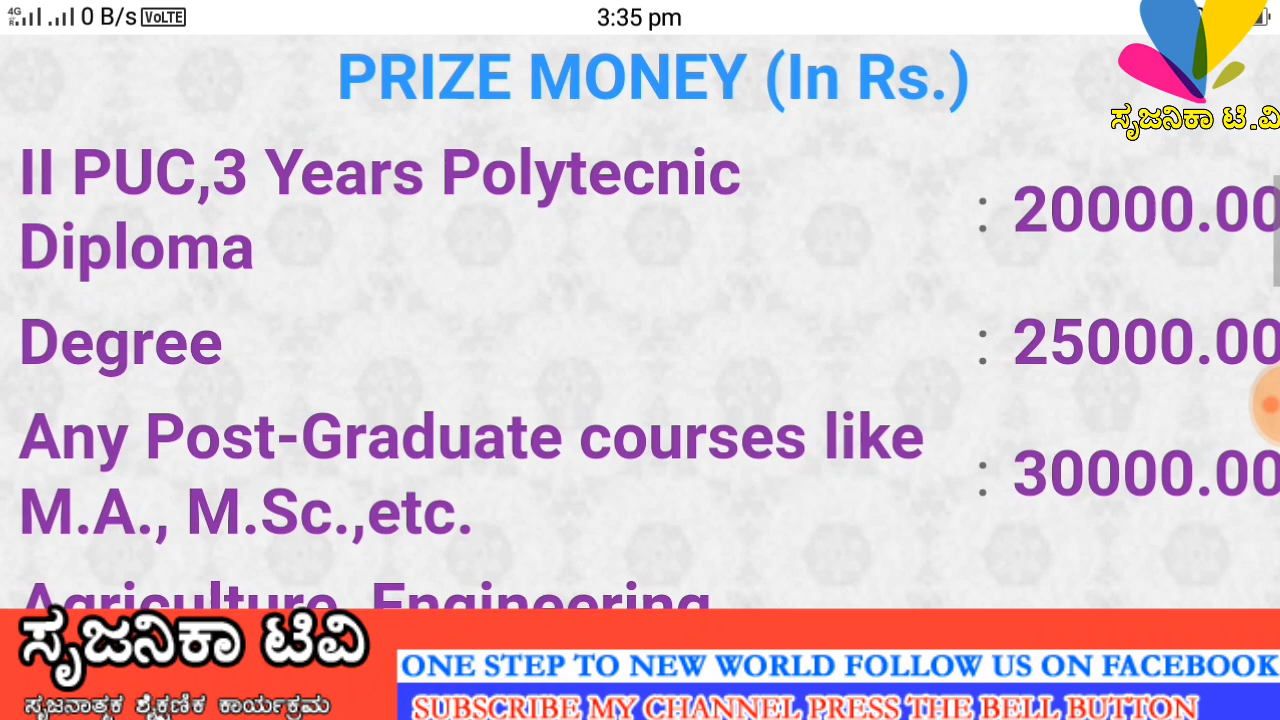 4G R 0 B/s VoLTE 3:35 pm
PRIZE MONEY (In Rs.)
ಸೃಜನಿಕಾ ಟಿ.ವಿ
II PUC,3 Years Polytecnic
Diploma
: 20000.00
Degree : 25000.00
Any Post-Graduate courses like
M.A., M.Sc.,etc.
: 30000.00
Agriculture, Engineering
ಸೃಜನಿಕಾ ಟಿವಿ
ಸೃಜನಾತ್ಮಕ ಶೈಕ್ಷಣಿಕ ಕಾರ್ಯಕ್ರಮ
ONE STEP TO NEW WORLD FOLLOW US ON FACEBOOK
SUBSCRIBE MY CHANNEL PRESS THE BELL BUTTON